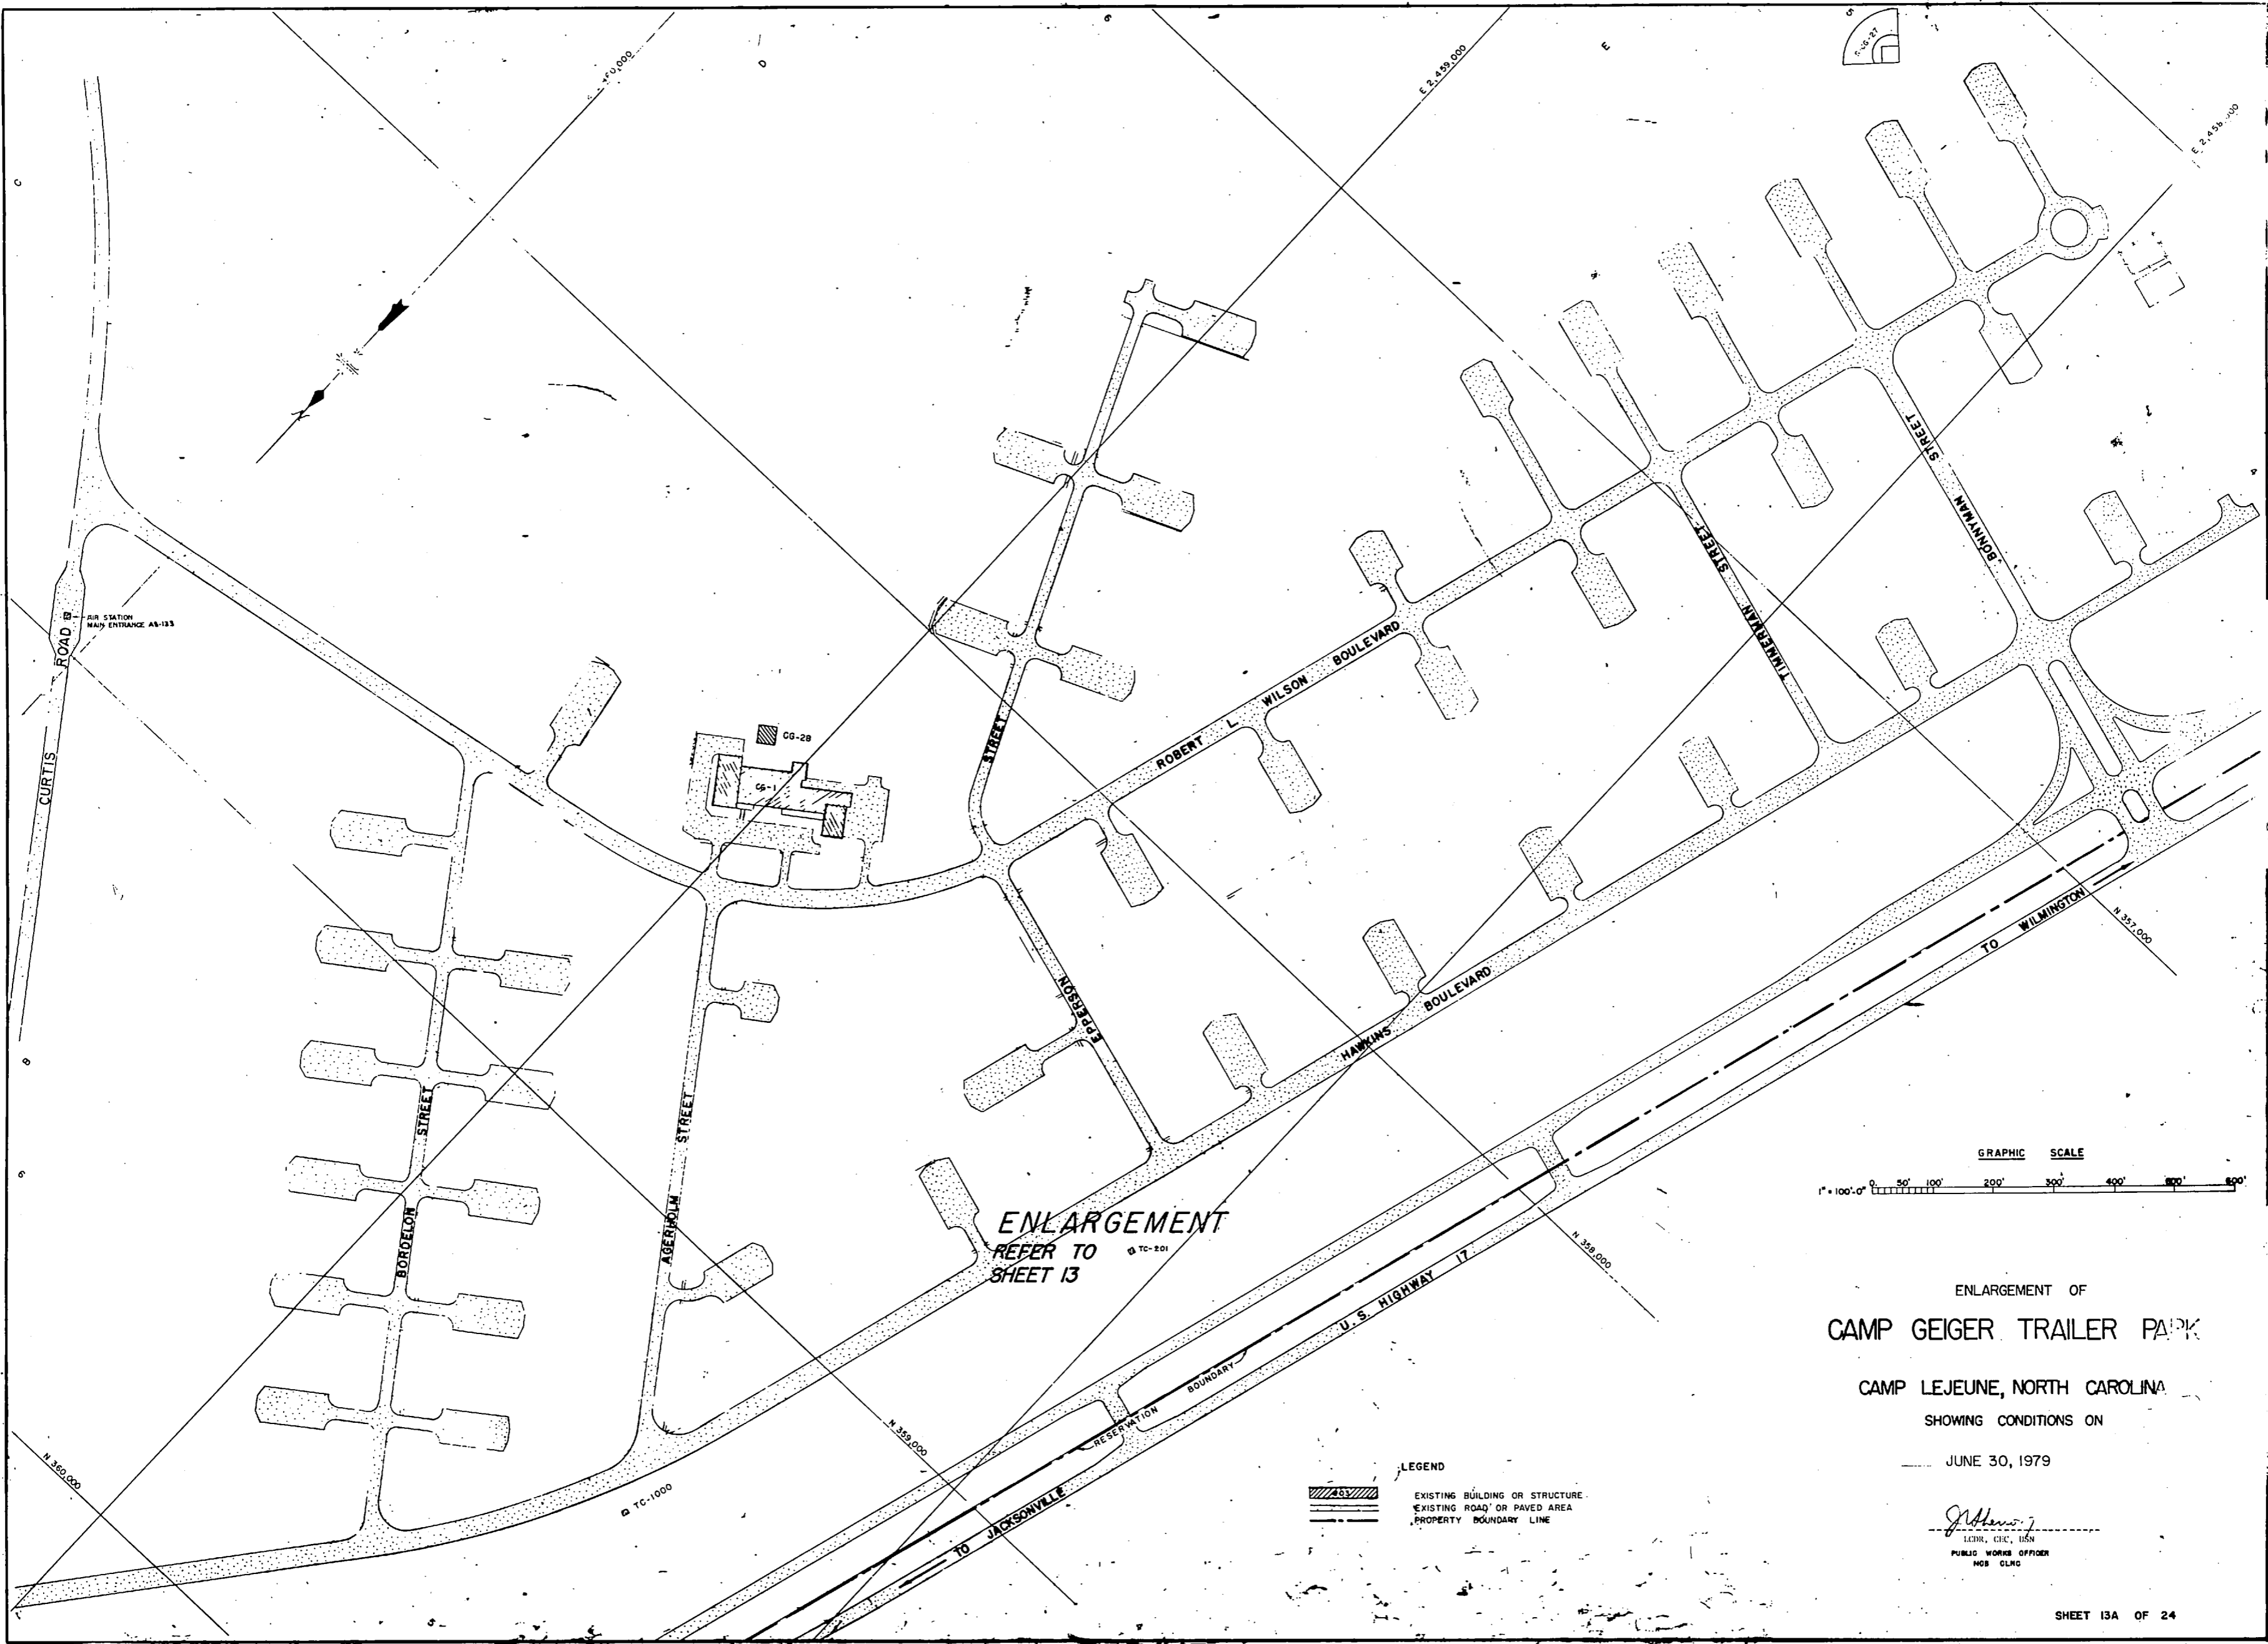 E 2,459,000
AIR STATION
MAIN ENTRANCE AS-133
CURTIS ROAD
CG-28
CG-1
STREET
EPPERSON
ROBERT L WILSON BOULEVARD
STREET
TIMMERMAN
STREET
BONNYMAN
HAWKINS BOULEVARD
STREET
BORDELON
STREET
AGERHOLM
ENLARGEMENT
REFER TO
SHEET 13
TC-201
TC-1000
N 360,000
N 359,000
N 358,000
N 357,000
TO WILMINGTON
U.S. HIGHWAY 17
RESERVATION BOUNDARY
TO JACKSONVILLE
GRAPHIC SCALE
1" = 100'-0" 0 50' 100' 200' 300' 400' 500' 600'
LEGEND
EXISTING BUILDING OR STRUCTURE
EXISTING ROAD OR PAVED AREA
PROPERTY BOUNDARY LINE
ENLARGEMENT OF
CAMP GEIGER TRAILER PARK
CAMP LEJEUNE, NORTH CAROLINA
SHOWING CONDITIONS ON
JUNE 30, 1979
LCDR, CEC, USN
PUBLIC WORKS OFFICER
SHEET 13A OF 24